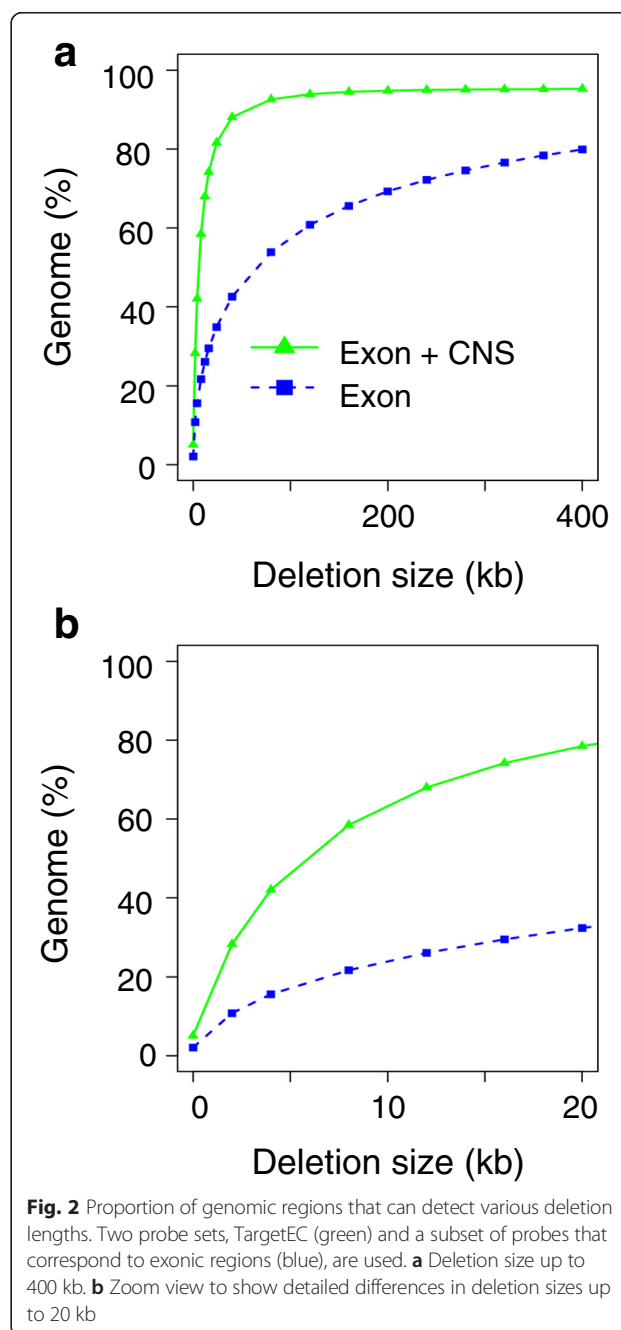 a
100
80
60
40
20
0
Genome (%)
Exon + CNS
Exon
0
200
400
Deletion size (kb)
b
100
80
60
40
20
0
Genome (%)
0
10
20
Deletion size (kb)
Fig. 2 Proportion of genomic regions that can detect various deletion
lengths. Two probe sets, TargetEC (green) and a subset of probes that
correspond to exonic regions (blue), are used. a Deletion size up to
400 kb. b Zoom view to show detailed differences in deletion sizes up
to 20 kb